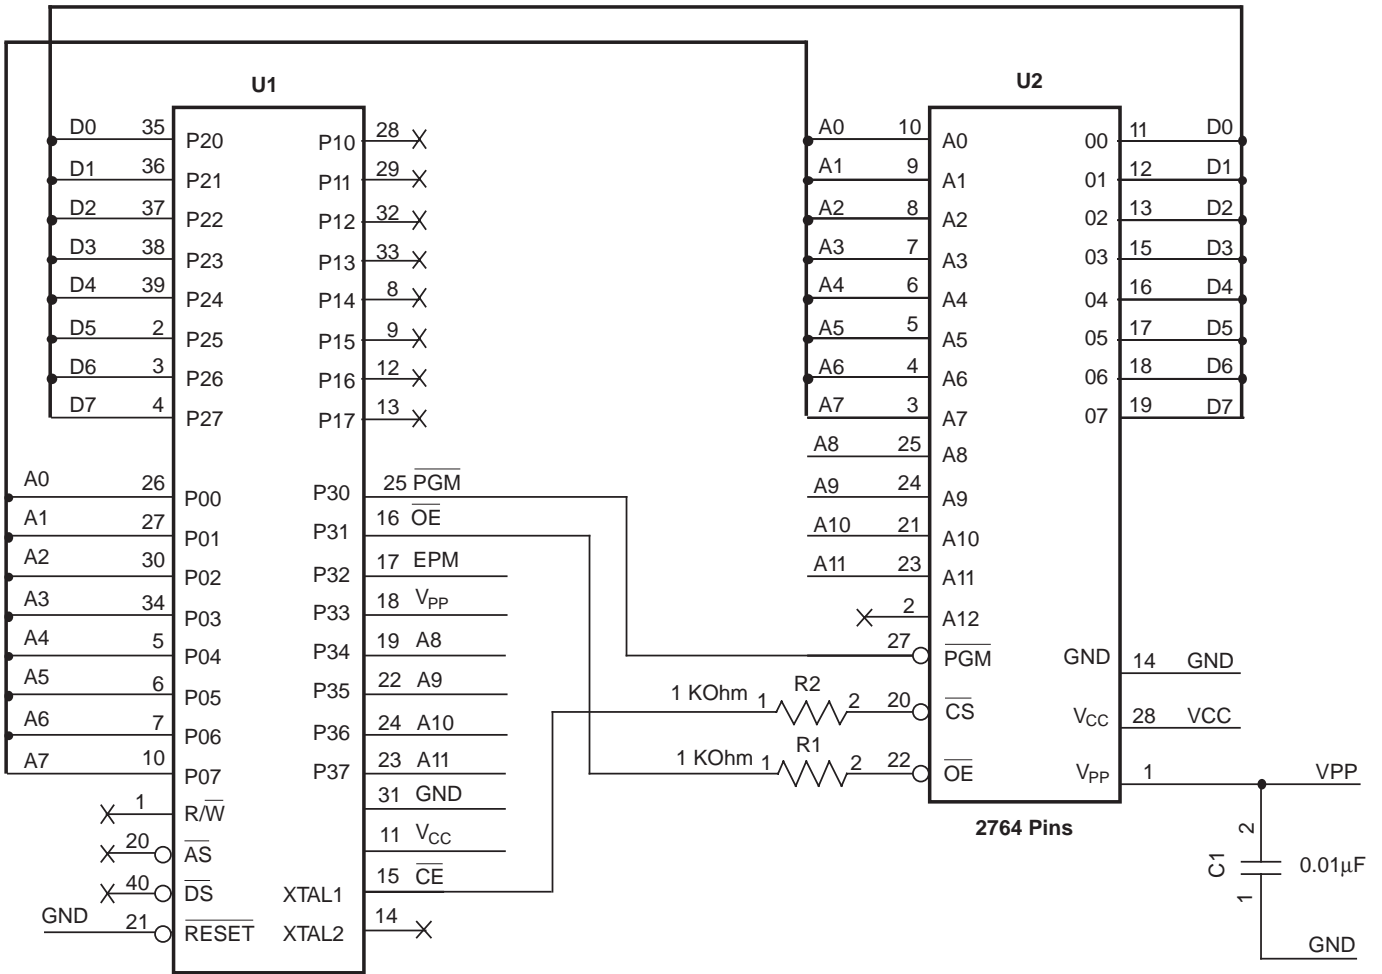 U1
U2
D0 35 P20
D1 36 P21
D2 37 P22
D3 38 P23
D4 39 P24
D5 2 P25
D6 3 P26
D7 4 P27
A0 26 P00
A1 27 P01
A2 30 P02
A3 34 P03
A4 5 P04
A5 6 P05
A6 7 P06
A7 10 P07
1 R/W̅
20 A̅S̅
40 D̅S̅
GND 21 R̅E̅S̅E̅T̅
P10 28
P11 29
P12 32
P13 33
P14 8
P15 9
P16 12
P17 13
P30 25 P̅G̅M̅
P31 16 O̅E̅
P32 17 EPM
P33 18 VPP
P34 19 A8
P35 22 A9
P36 24 A10
P37 23 A11
31 GND
11 VCC
XTAL1 15 C̅E̅
XTAL2 14
A0 10 A0
A1 9 A1
A2 8 A2
A3 7 A3
A4 6 A4
A5 5 A5
A6 4 A6
A7 3 A7
A8 25 A8
A9 24 A9
A10 21 A10
A11 23 A11
2 A12
27 P̅G̅M̅
1 KOhm 1 R2 2 20 C̅S̅
1 KOhm 1 R1 2 22 O̅E̅
00 11 D0
01 12 D1
02 13 D2
03 15 D3
04 16 D4
05 17 D5
06 18 D6
07 19 D7
GND 14 GND
VCC 28 VCC
VPP 1 VPP
2764 Pins
2
C1 0.01µF
1
GND